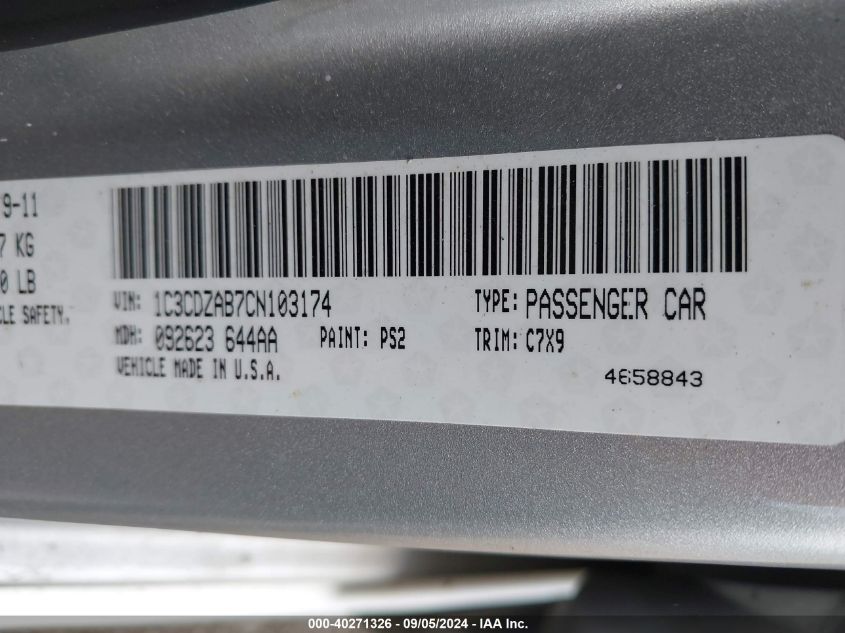 9-11
7 KG
0 LB
CLE SAFETY.
VIN: 1C3CDZAB7CN103174 TYPE: PASSENGER CAR
MDH: 092623 644AA PAINT: PS2 TRIM: C7X9
VEHICLE MADE IN U.S.A. 4658843
000-40271326 - 09/05/2024 - IAA Inc.